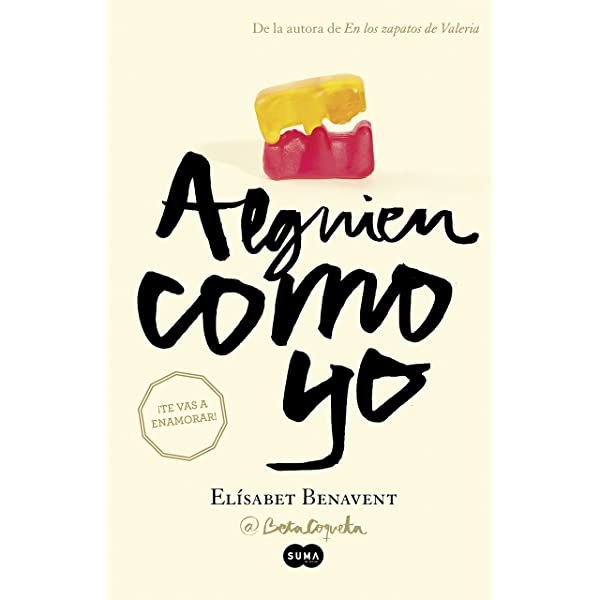 De la autora de En los zapatos de Valeria
Alguien
como
yo
¡TE VAS A
ENAMORAR!
ELÍSABET BENAVENT
@BetaCoqueta
SUMA